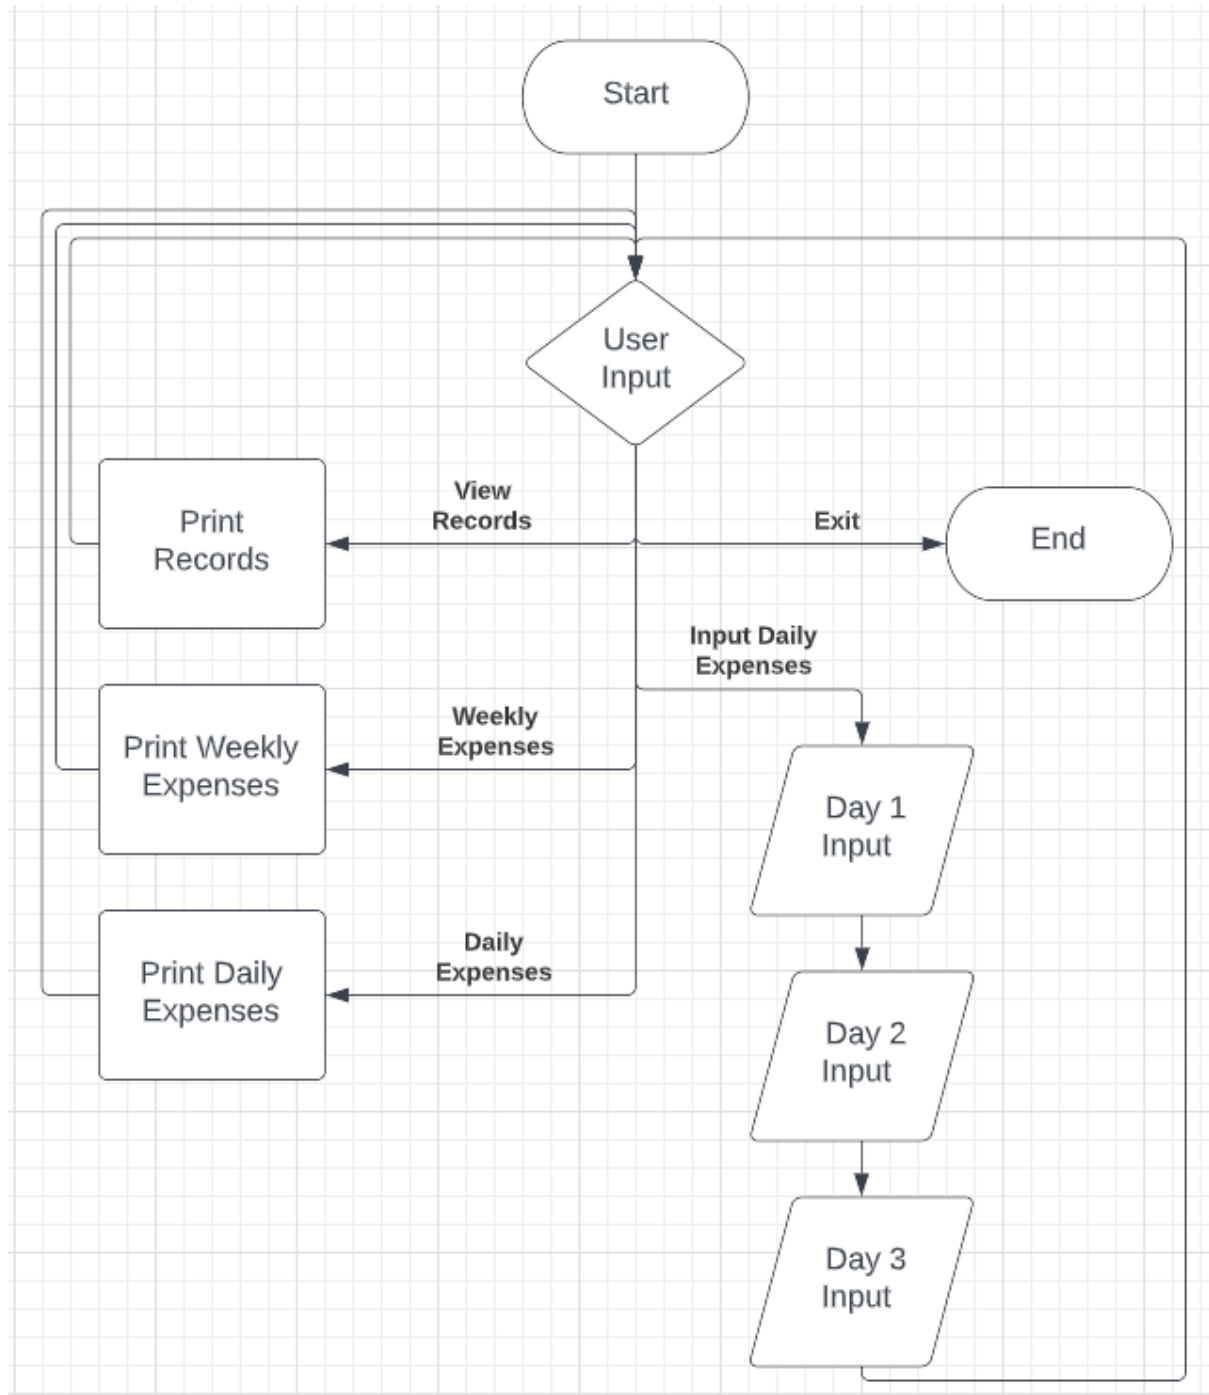 Start
User
Input
View
Records
Exit
Print
Records
End
Input Daily
Expenses
Weekly
Expenses
Print Weekly
Expenses
Day 1
Input
Daily
Expenses
Print Daily
Expenses
Day 2
Input
Day 3
Input